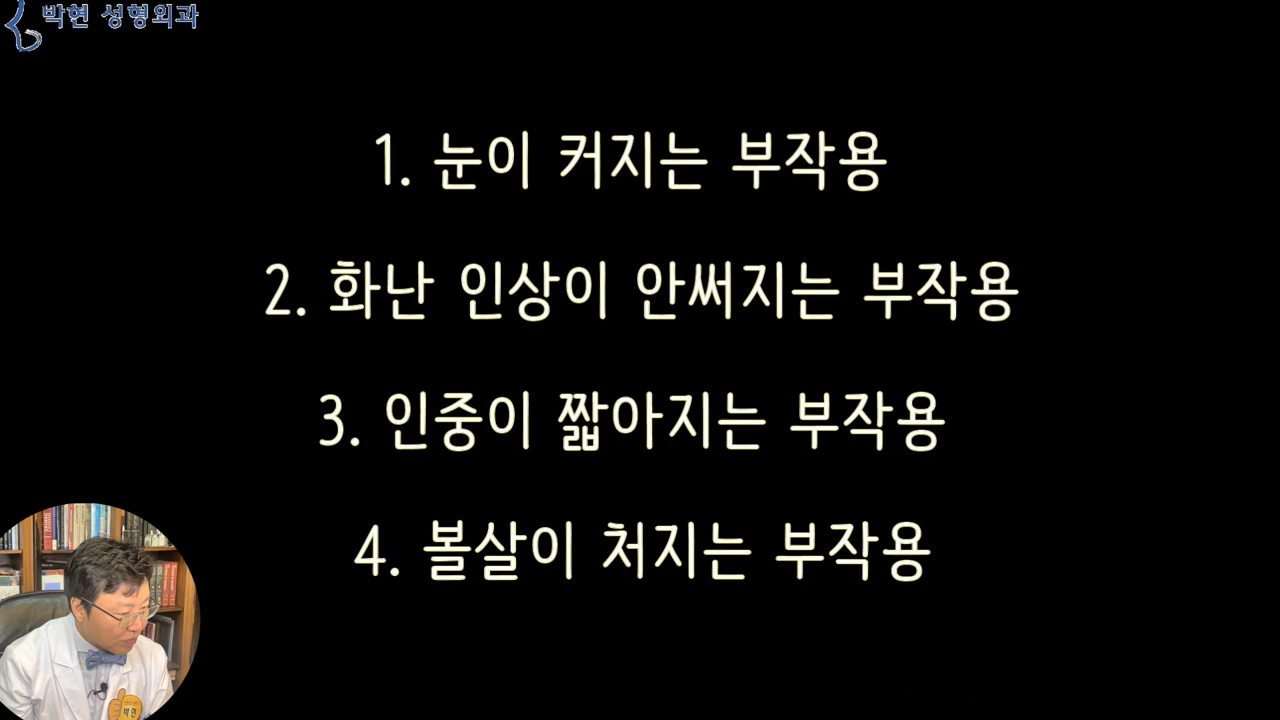 박현 성형외과
1. 눈이 커지는 부작용
2. 화난 인상이 안써지는 부작용
3. 인중이 짧아지는 부작용
4. 볼살이 처지는 부작용
박현